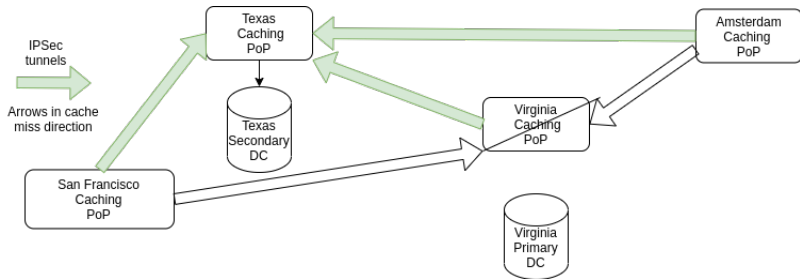 Texas
Caching
PoP
Amsterdam
Caching
PoP
IPSec
tunnels
Arrows in cache
miss direction
Texas
Secondary
DC
Virginia
Caching
PoP
San Francisco
Caching
PoP
Virginia
Primary
DC